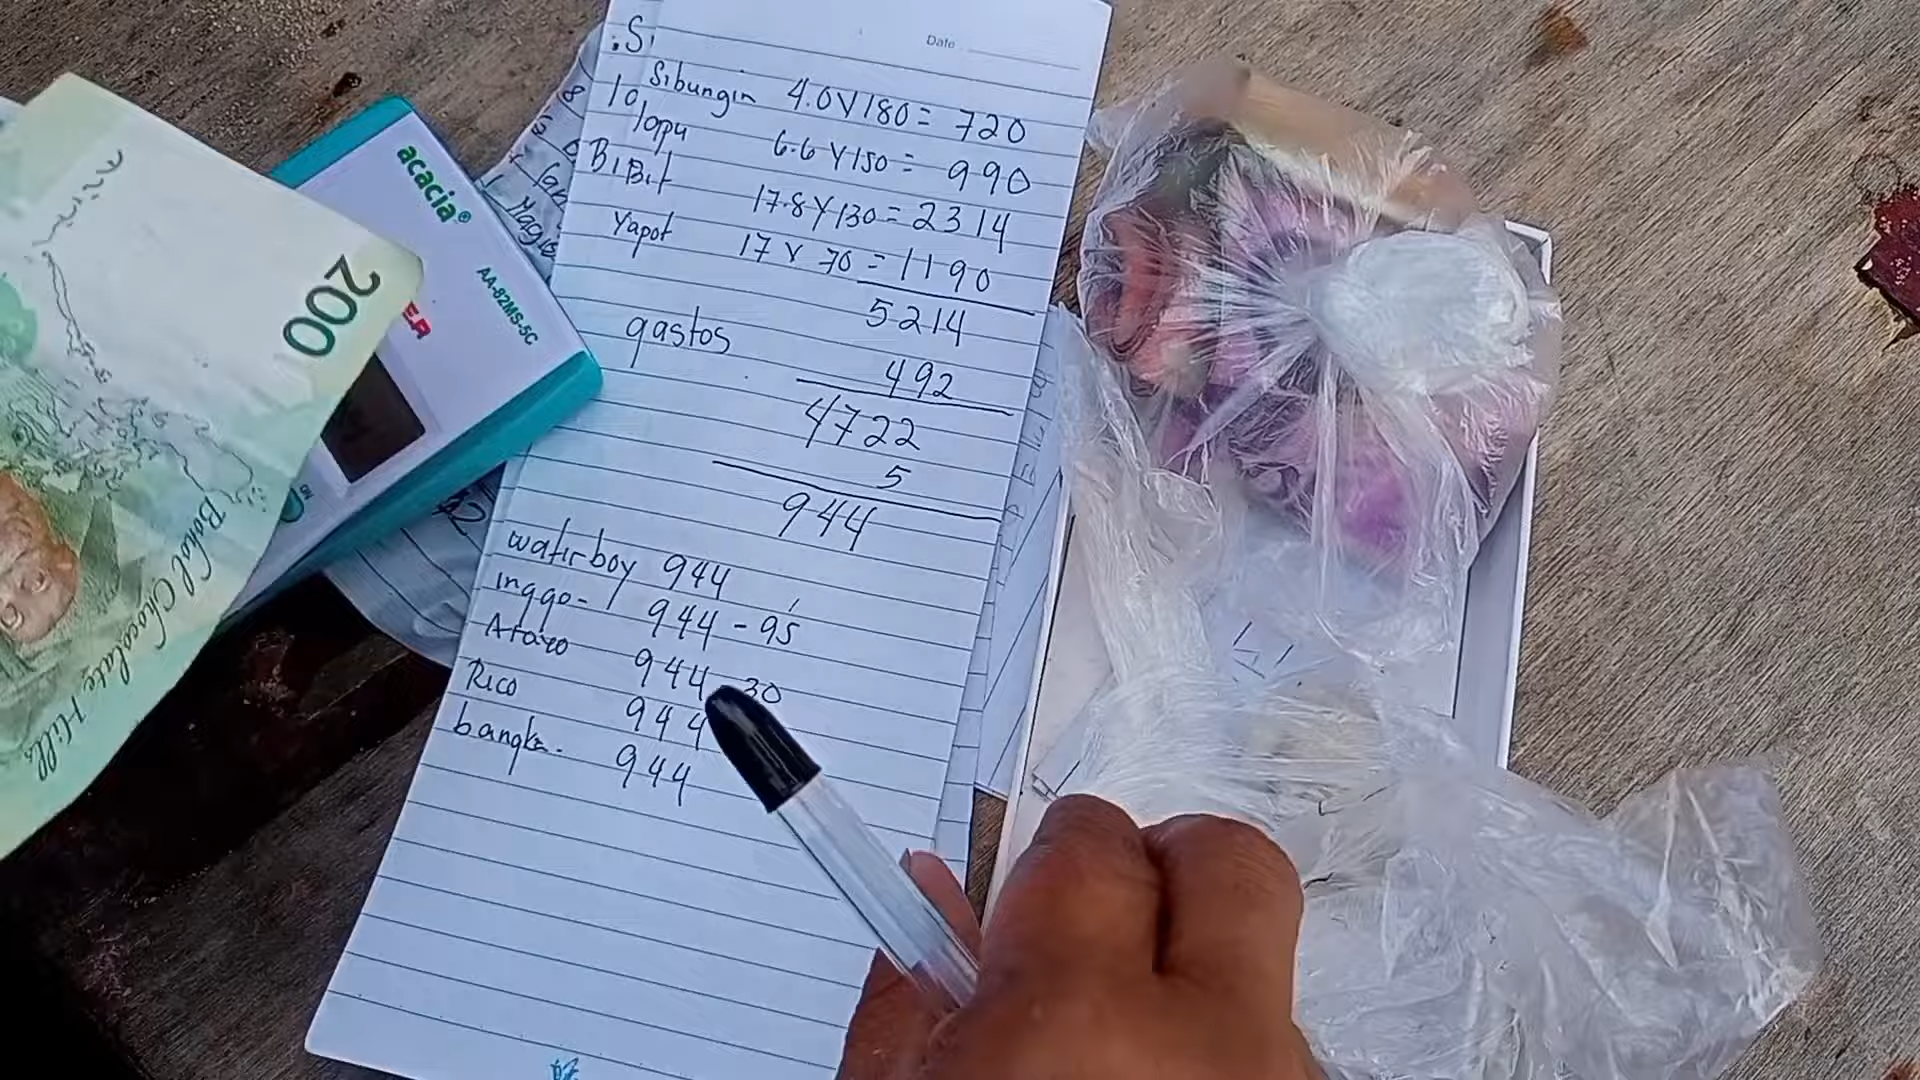 Date
Sibungin 4.0 Y 180 = 720
lapu 6.6 Y 150 = 990
BiBit 17.8 Y 130 = 2314
Yapot 17 Y 70 = 1190
5214
gastos 492
4722
5
944
watirboy 944
inggo - 944 - 95
944 - 30
Rico 944
bangka - 944
200
Bohol Chocolate Hills
acacia®
AA-82MS-5C